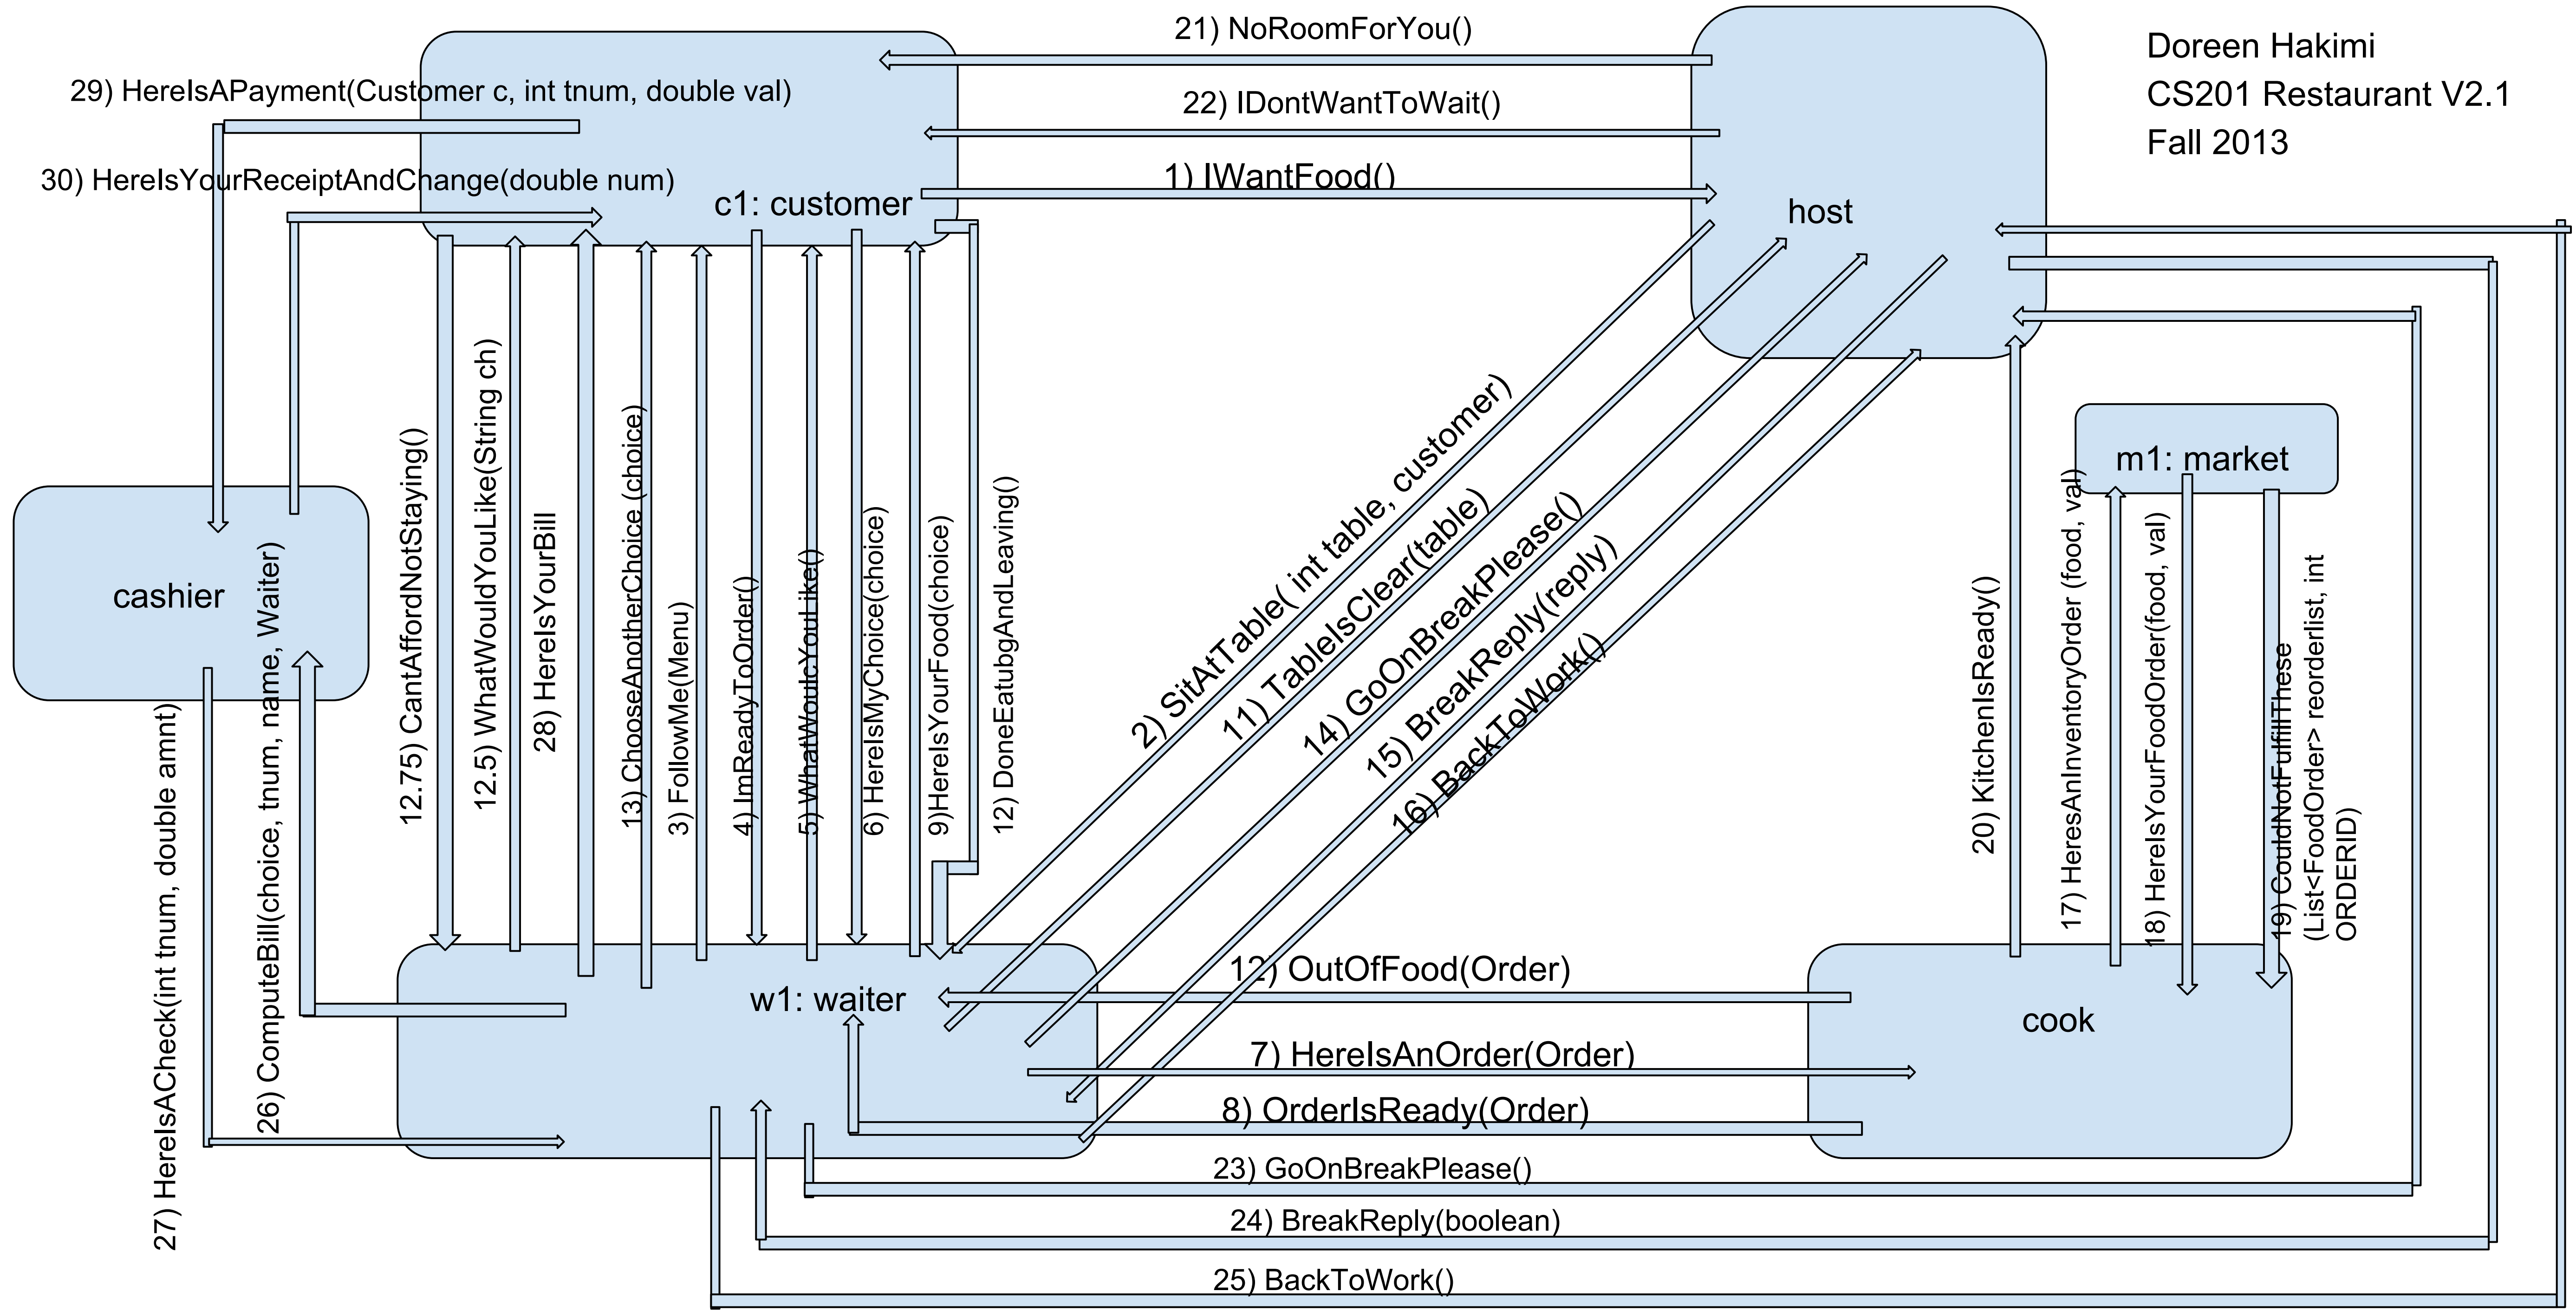 21) NoRoomForYou()
Doreen Hakimi
CS201 Restaurant V2.1
Fall 2013
29) HereIsAPayment(Customer c, int tnum, double val)
22) IDontWantToWait()
30) HereIsYourReceiptAndChange(double num)
1) IWantFood()
c1: customer
host
m1: market
cashier
12.75) CantAffordNotStaying()
12.5) WhatWouldYouLike(String ch)
28) HereIsYourBill
13) ChooseAnotherChoice (choice)
3) FollowMe(Menu)
4) ImReadyToOrder()
5) WhatWoulcYouLike()
6) HereIsMyChoice(choice)
9)HereIsYourFood(choice)
12) DoneEatubgAndLeaving()
2) SitAtTable( int table, customer)
11) TableIsClear(table)
14) GoOnBreakPlease()
15) BreakReply(reply)
16) BackToWork()
20) KitchenIsReady()
17) HeresAnInventoryOrder (food, val)
18) HereIsYourFoodOrder(food, val)
19) CouldNotFulfillThese
(List<FoodOrder> reorderlist, int
ORDERID)
27) HereIsACheck(int tnum, double amnt)
26) ComputeBill(choice, tnum, name, Waiter)
w1: waiter
12) OutOfFood(Order)
cook
7) HereIsAnOrder(Order)
8) OrderIsReady(Order)
23) GoOnBreakPlease()
24) BreakReply(boolean)
25) BackToWork()